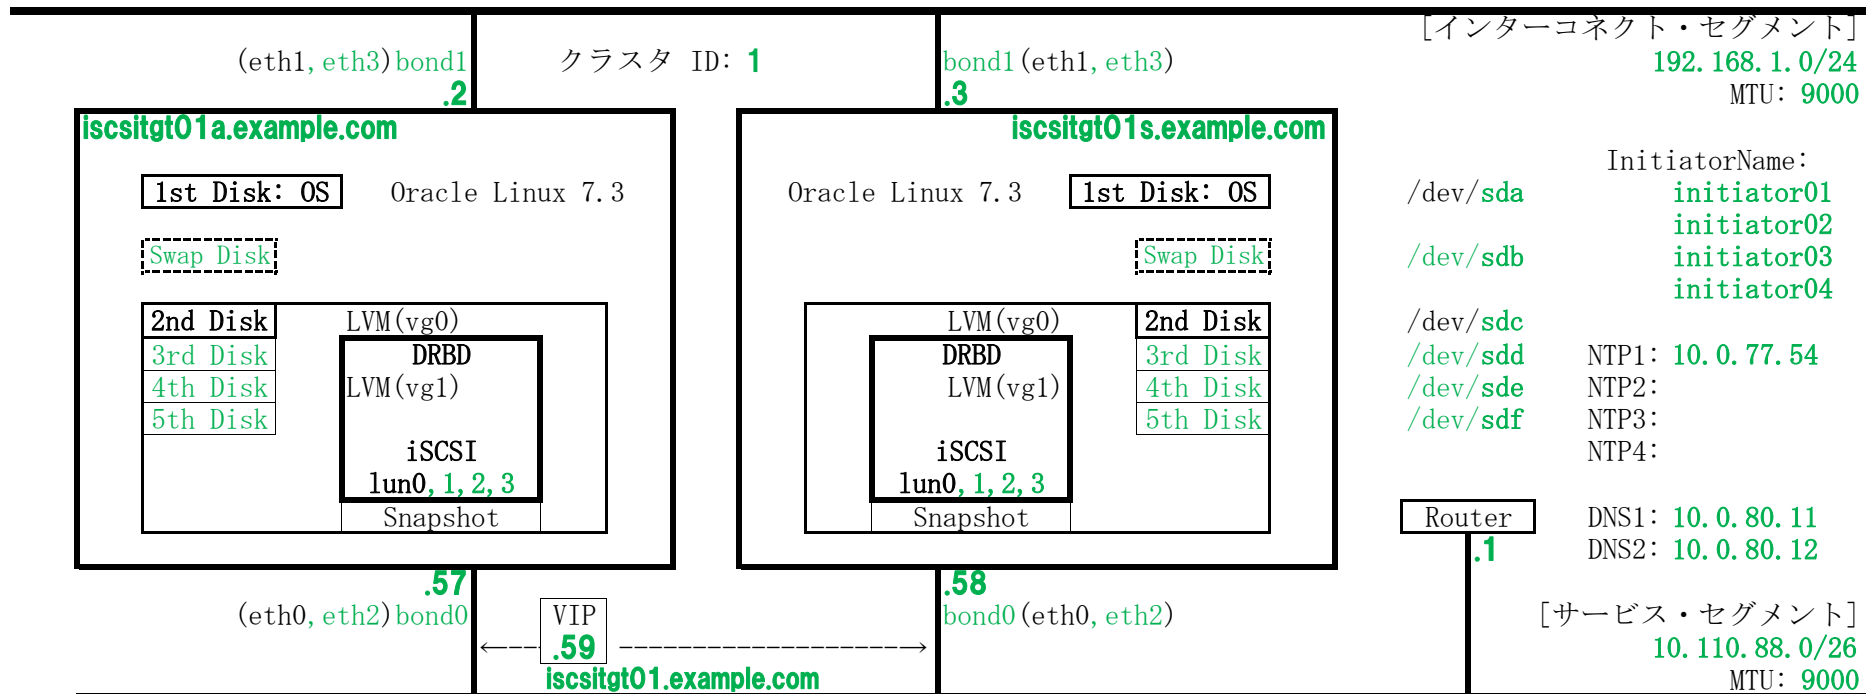 [インターコネクト・セグメント]
(eth1,eth3)bond1 クラスタ ID: 1 bond1(eth1,eth3) 192.168.1.0/24
.2 .3 MTU: 9000
iscsitgt01a.example.com iscsitgt01s.example.com
InitiatorName:
1st Disk: OS Oracle Linux 7.3 Oracle Linux 7.3 1st Disk: OS /dev/sda initiator01
initiator02
Swap Disk Swap Disk /dev/sdb initiator03
initiator04
2nd Disk LVM(vg0) LVM(vg0) 2nd Disk /dev/sdc
3rd Disk DRBD DRBD 3rd Disk /dev/sdd NTP1: 10.0.77.54
4th Disk LVM(vg1) LVM(vg1) 4th Disk /dev/sde NTP2:
5th Disk 5th Disk /dev/sdf NTP3:
iSCSI iSCSI NTP4:
lun0,1,2,3 lun0,1,2,3
Snapshot Snapshot Router DNS1: 10.0.80.11
.1 DNS2: 10.0.80.12
.57 .58
(eth0,eth2)bond0 VIP bond0(eth0,eth2) [サービス・セグメント]
.59 10.110.88.0/26
iscsitgt01.example.com MTU: 9000